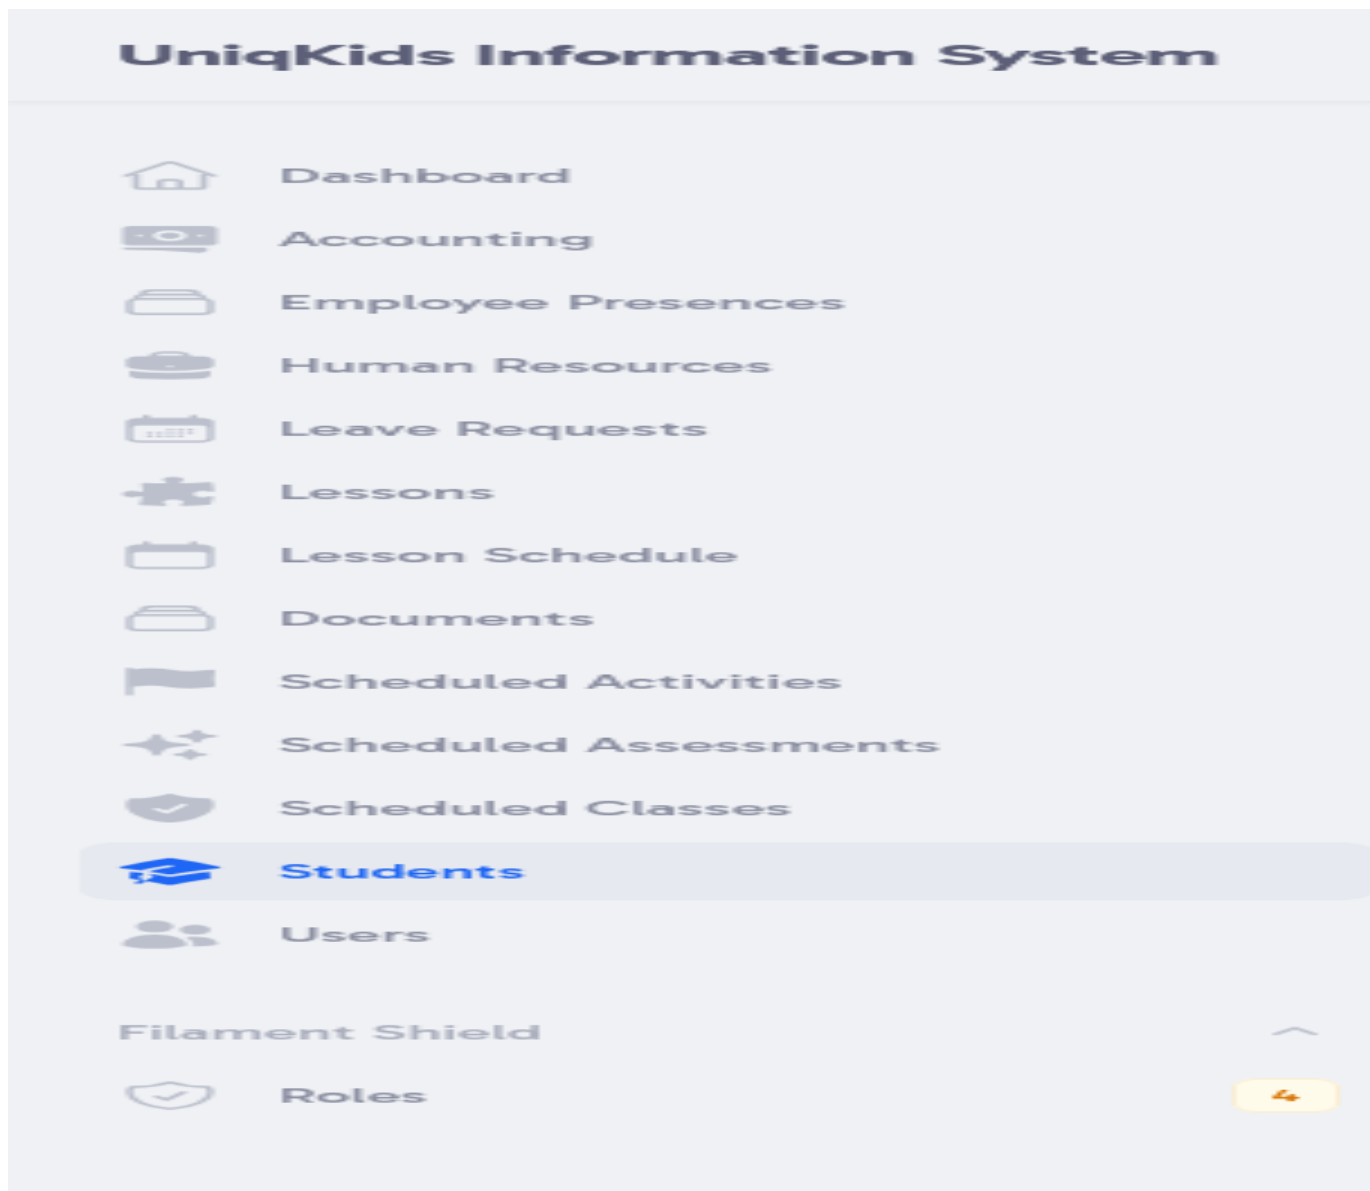 UniqKids Information System
Dashboard
Accounting
Employee Presences
Human Resources
Leave Requests
Lessons
Lesson Schedule
Documents
Scheduled Activities
Scheduled Assessments
Scheduled Classes
Students
Users
Filament Shield
Roles 4